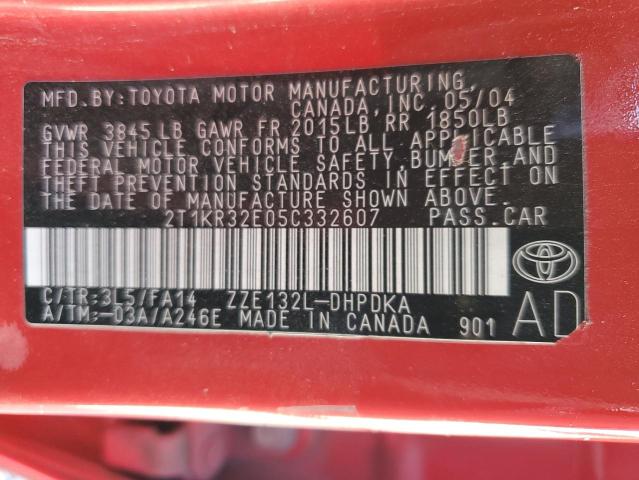 MFD. BY: TOYOTA MOTOR MANUFACTURING,
CANADA, INC. 05/04
GVWR 3845 LB GAWR FR 2015LB RR 1850LB
THIS VEHICLE CONFORMS TO ALL APPLICABLE
FEDERAL MOTOR VEHICLE SAFETY, BUMPER, AND
THEFT PREVENTION STANDARDS IN EFFECT ON
THE DATE OF MANUFACTURE SHOWN ABOVE.
2T1KR32E05C332607 PASS. CAR
C/TR: 3L5/FA14 ZZE132L-DHPDKA
A/TM: -03A/A246E MADE IN CANADA 901 AD